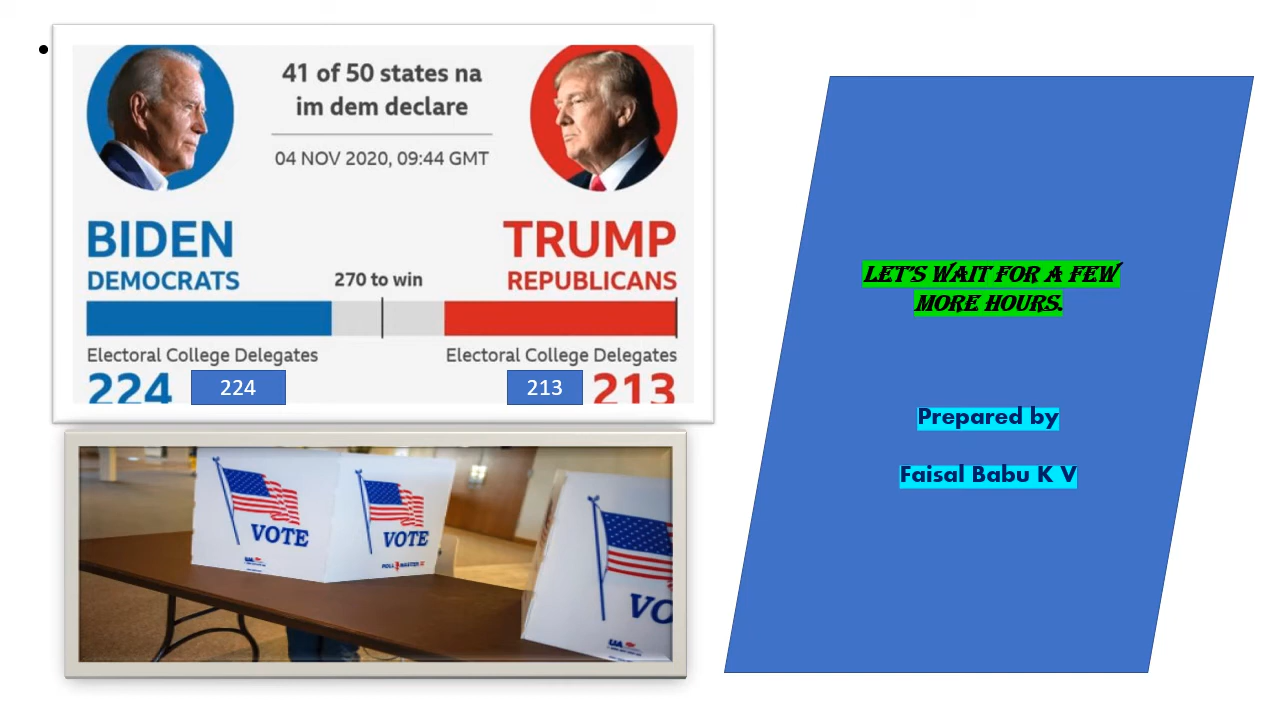 41 of 50 states na
im dem declare
04 NOV 2020, 09:44 GMT
BIDEN
DEMOCRATS
TRUMP
REPUBLICANS
270 to win
Electoral College Delegates
224
224
Electoral College Delegates
213
213
VOTE
VOTE
VO
LET'S WAIT FOR A FEW
MORE HOURS.
Prepared by
Faisal Babu K V